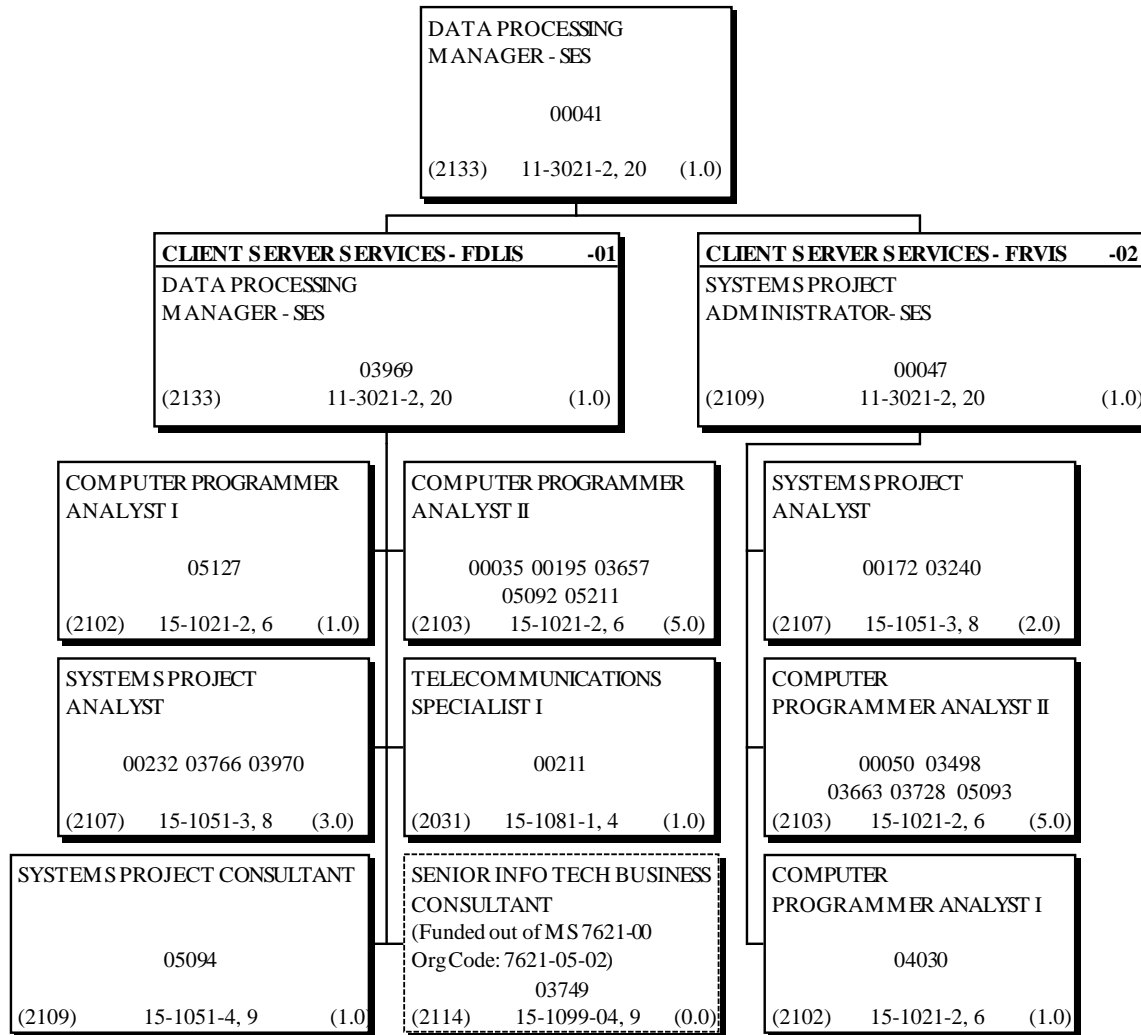 DATA PROCESSING
MANAGER - SES
00041
(2133) 11-3021-2, 20 (1.0)
CLIENT SERVER SERVICES - FDLIS -01
DATA PROCESSING
MANAGER - SES
03969
(2133) 11-3021-2, 20 (1.0)
CLIENT SERVER SERVICES - FRVIS -02
SYSTEMS PROJECT
ADMINISTRATOR- SES
00047
(2109) 11-3021-2, 20 (1.0)
COMPUTER PROGRAMMER
ANALYST I
05127
(2102) 15-1021-2, 6 (1.0)
COMPUTER PROGRAMMER
ANALYST II
00035 00195 03657
05092 05211
(2103) 15-1021-2, 6 (5.0)
SYSTEMS PROJECT
ANALYST
00172 03240
(2107) 15-1051-3, 8 (2.0)
SYSTEMS PROJECT
ANALYST
00232 03766 03970
(2107) 15-1051-3, 8 (3.0)
TELECOMMUNICATIONS
SPECIALIST I
00211
(2031) 15-1081-1, 4 (1.0)
COMPUTER
PROGRAMMER ANALYST II
00050 03498
03663 03728 05093
(2103) 15-1021-2, 6 (5.0)
SYSTEMS PROJECT CONSULTANT
05094
(2109) 15-1051-4, 9 (1.0)
SENIOR INFO TECH BUSINESS
CONSULTANT
(Funded out of MS 7621-00
Org Code: 7621-05-02)
03749
(2114) 15-1099-04, 9 (0.0)
COMPUTER
PROGRAMMER ANALYST I
04030
(2102) 15-1021-2, 6 (1.0)